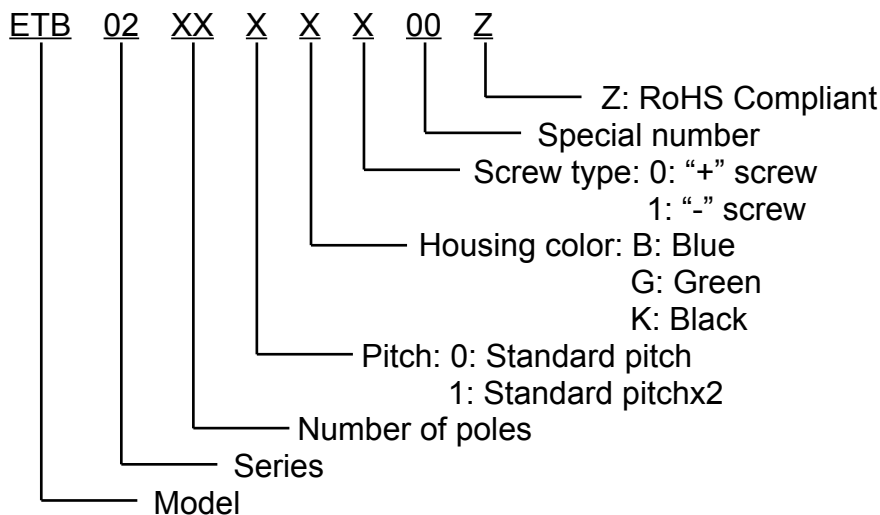 ETB 02 XX X X X 00 Z
Z: RoHS Compliant
Special number
Screw type: 0: “+” screw
1: “-” screw
Housing color: B: Blue
G: Green
K: Black
Pitch: 0: Standard pitch
1: Standard pitchx2
Number of poles
Series
Model